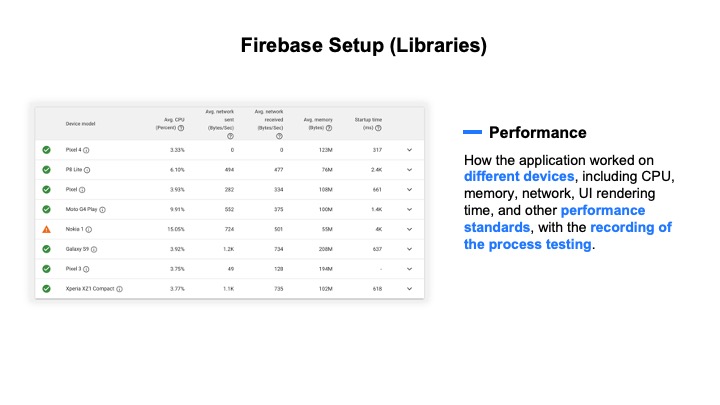 Firebase Setup (Libraries)
Device model Avg. CPU (Percent) Avg. network sent (Bytes/Sec) Avg. network received (Bytes/Sec) Avg. memory (Bytes) Startup time (ms)
Pixel 4 3.33% 0 0 123M 317
P8 Lite 6.10% 494 477 76M 2.4K
Pixel 3.93% 282 334 108M 661
Moto G4 Play 9.91% 552 375 100M 1.4K
Nokia 1 15.05% 724 501 55M 4K
Galaxy S9 3.92% 1.2K 734 208M 637
Pixel 3 3.75% 49 128 194M -
Xperia XZ1 Compact 3.77% 1.1K 735 102M 618
Performance
How the application worked on
different devices, including CPU,
memory, network, UI rendering
time, and other performance
standards, with the recording of
the process testing.